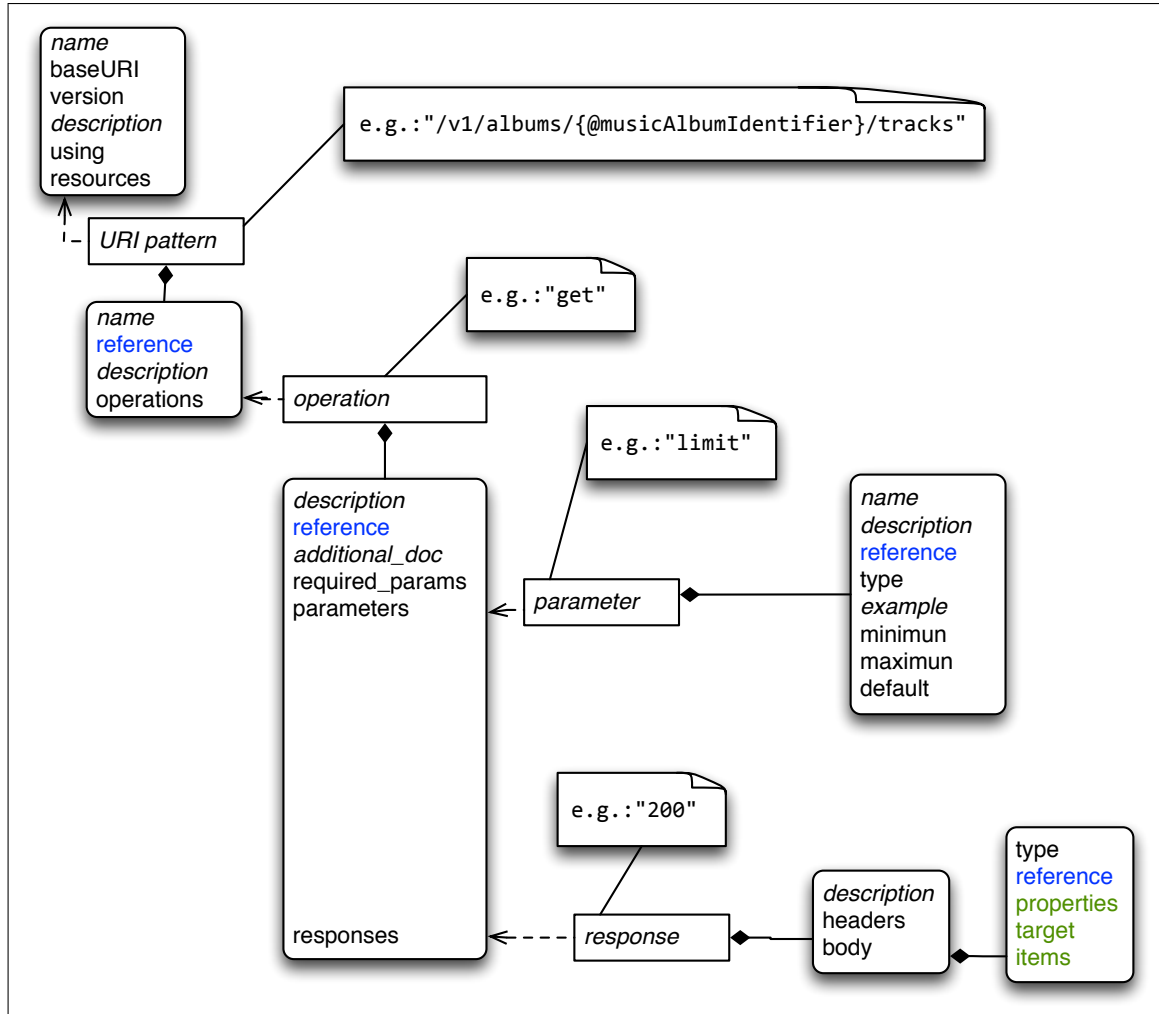 name
baseURI
version
description
using
resources
e.g.:"/v1/albums/{@musicAlbumIdentifier}/tracks"
URI pattern
e.g.:"get"
name
reference
description
operations
operation
e.g.:"limit"
description
reference
additional_doc
required_params
parameters
responses
parameter
name
description
reference
type
example
minimun
maximun
default
e.g.:"200"
response
description
headers
body
type
reference
properties
target
items